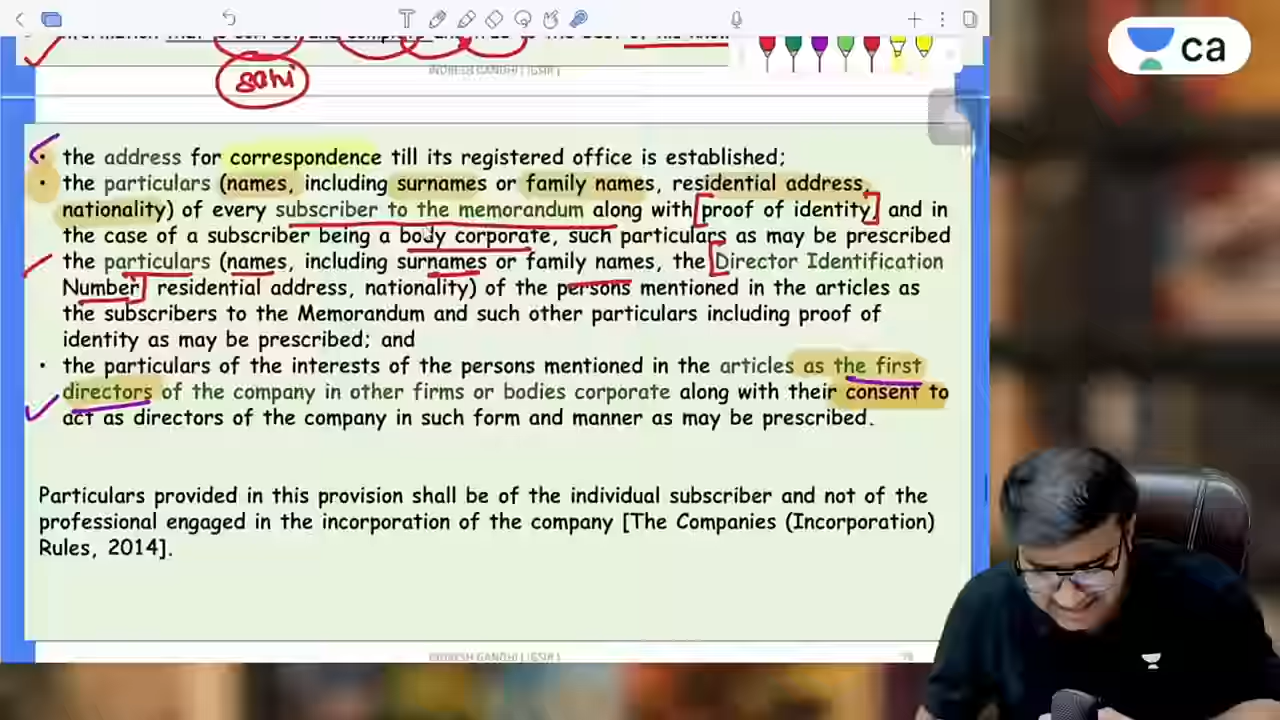 ca
sahi
INDRESH GANDHI [ IGSIR ]
• the address for correspondence till its registered office is established;
• the particulars (names, including surnames or family names, residential address,
nationality) of every subscriber to the memorandum along with proof of identity, and in
the case of a subscriber being a body corporate, such particulars as may be prescribed
the particulars (names, including surnames or family names, the Director Identification
Number, residential address, nationality) of the persons mentioned in the articles as
the subscribers to the Memorandum and such other particulars including proof of
identity as may be prescribed; and
• the particulars of the interests of the persons mentioned in the articles as the first
directors of the company in other firms or bodies corporate along with their consent to
act as directors of the company in such form and manner as may be prescribed.
Particulars provided in this provision shall be of the individual subscriber and not of the
professional engaged in the incorporation of the company [The Companies (Incorporation)
Rules, 2014].
INDRESH GANDHI [ IGSIR ]